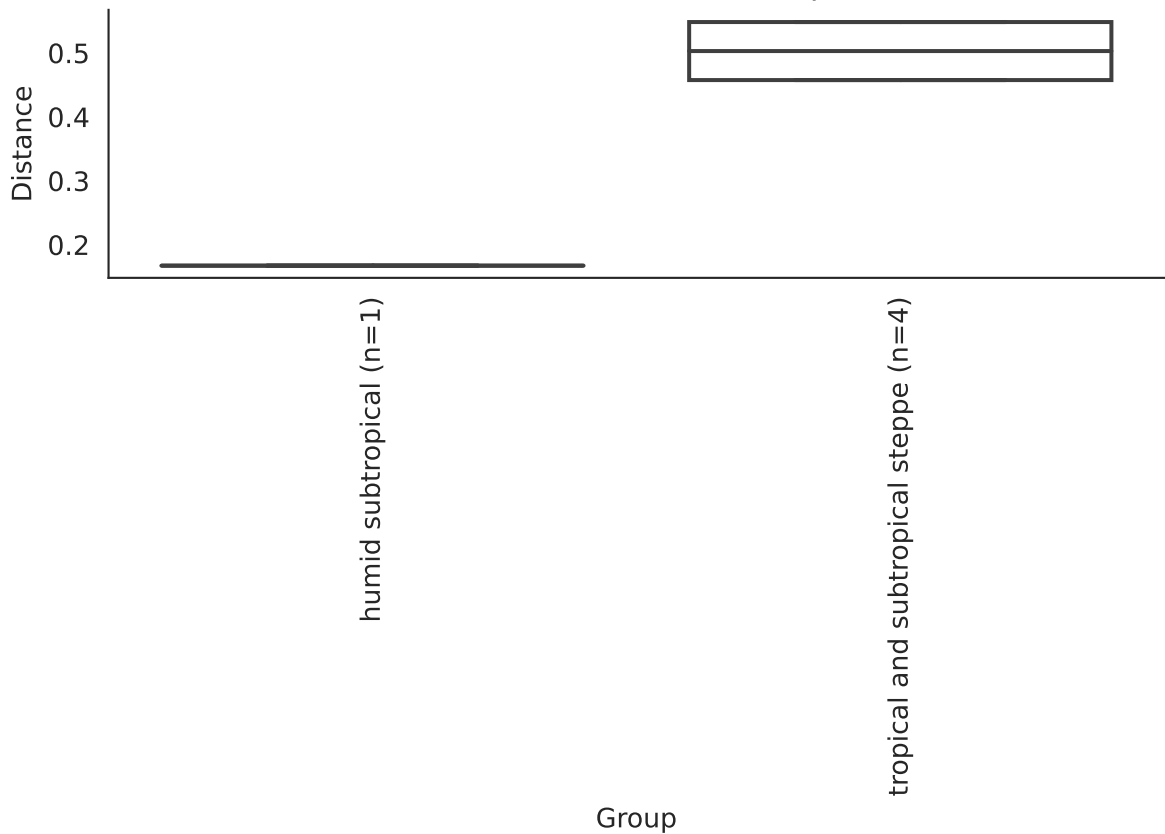 0.5
0.4
0.3
0.2
Distance
humid subtropical (n=1)
tropical and subtropical steppe (n=4)
Group